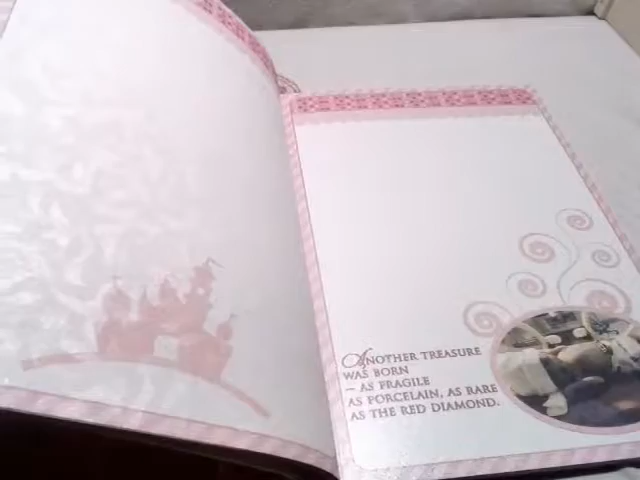 ANOTHER TREASURE
WAS BORN
– AS FRAGILE
AS PORCELAIN, AS RARE
AS THE RED DIAMOND.